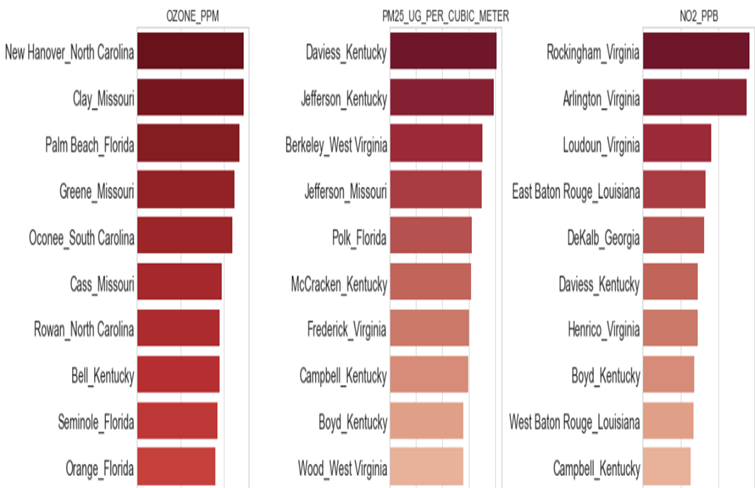 OZONE_PPM
New Hanover_North Carolina
Clay_Missouri
Palm Beach_Florida
Greene_Missouri
Oconee_South Carolina
Cass_Missouri
Rowan_North Carolina
Bell_Kentucky
Seminole_Florida
Orange_Florida
PM25_UG_PER_CUBIC_METER
Daviess_Kentucky
Jefferson_Kentucky
Berkeley_West Virginia
Jefferson_Missouri
Polk_Florida
McCracken_Kentucky
Frederick_Virginia
Campbell_Kentucky
Boyd_Kentucky
Wood_West Virginia
NO2_PPB
Rockingham_Virginia
Arlington_Virginia
Loudoun_Virginia
East Baton Rouge_Louisiana
DeKalb_Georgia
Daviess_Kentucky
Henrico_Virginia
Boyd_Kentucky
West Baton Rouge_Louisiana
Campbell_Kentucky